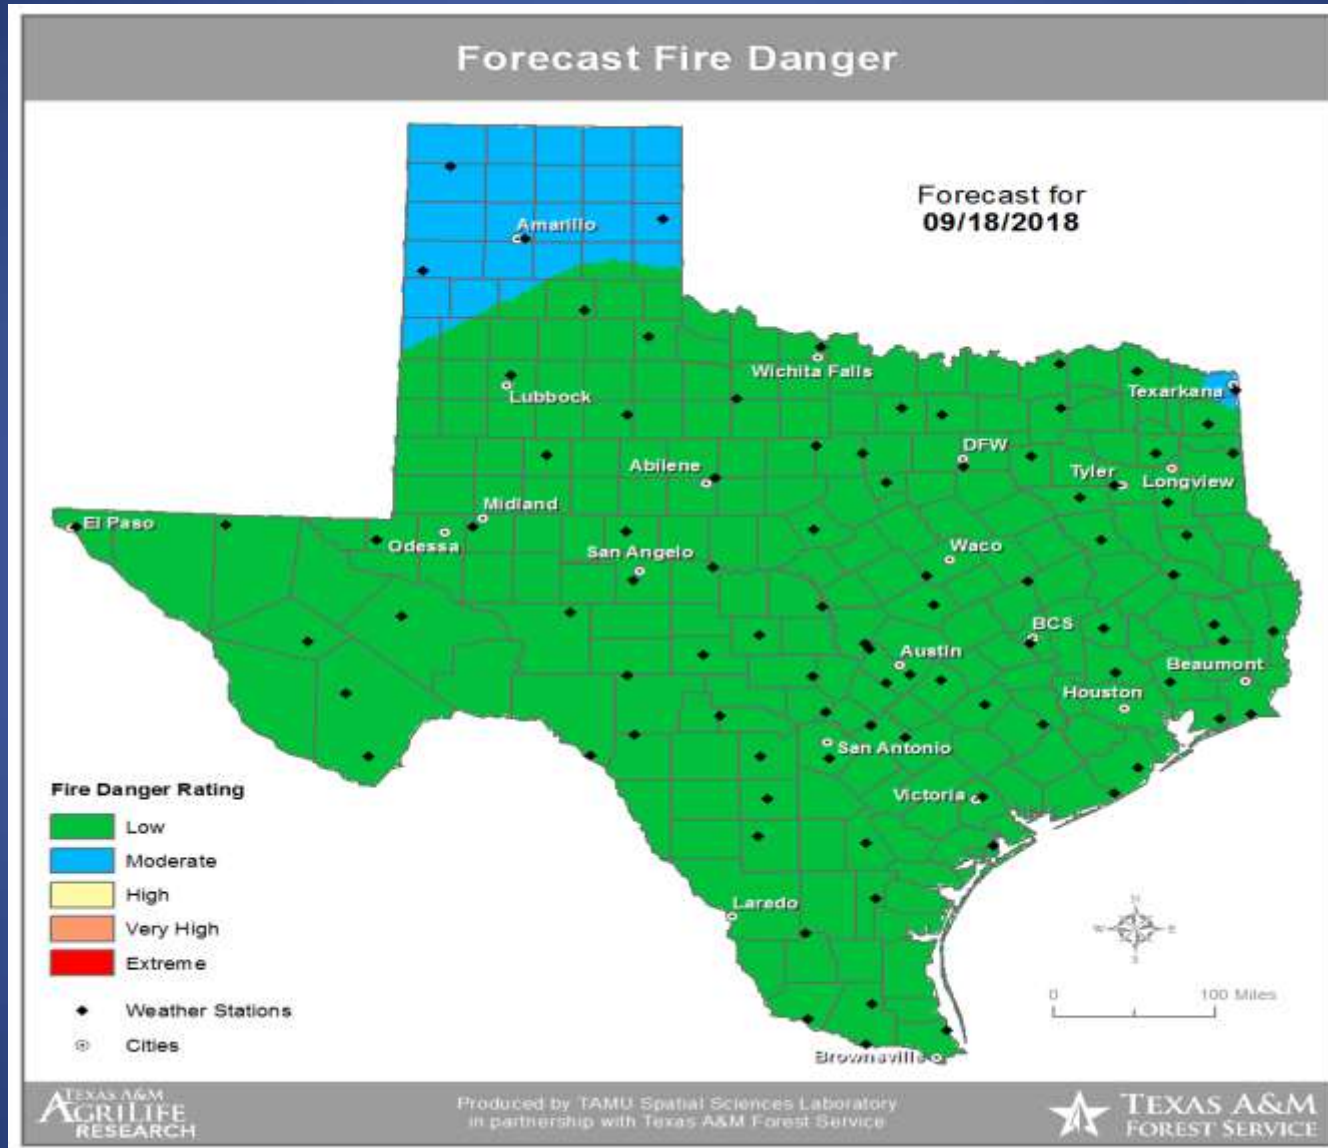 Forecast Fire Danger
Forecast for
09/18/2018
Amarillo
Wichita Falls
Lubbock
Texarkana
DFW
Abilene
Tyler
Longview
Midland
El Paso
Odessa
San Angelo
Waco
BCS
Austin
Beaumont
Houston
San Antonio
Victoria
Laredo
Brownsville
Fire Danger Rating
Low
Moderate
High
Very High
Extreme
Weather Stations
Cities
N
W E
S
0 100 Miles
TEXAS A&M
AGRILIFE
RESEARCH
Produced by TAMU Spatial Sciences Laboratory
in partnership with Texas A&M Forest Service
TEXAS A&M
FOREST SERVICE